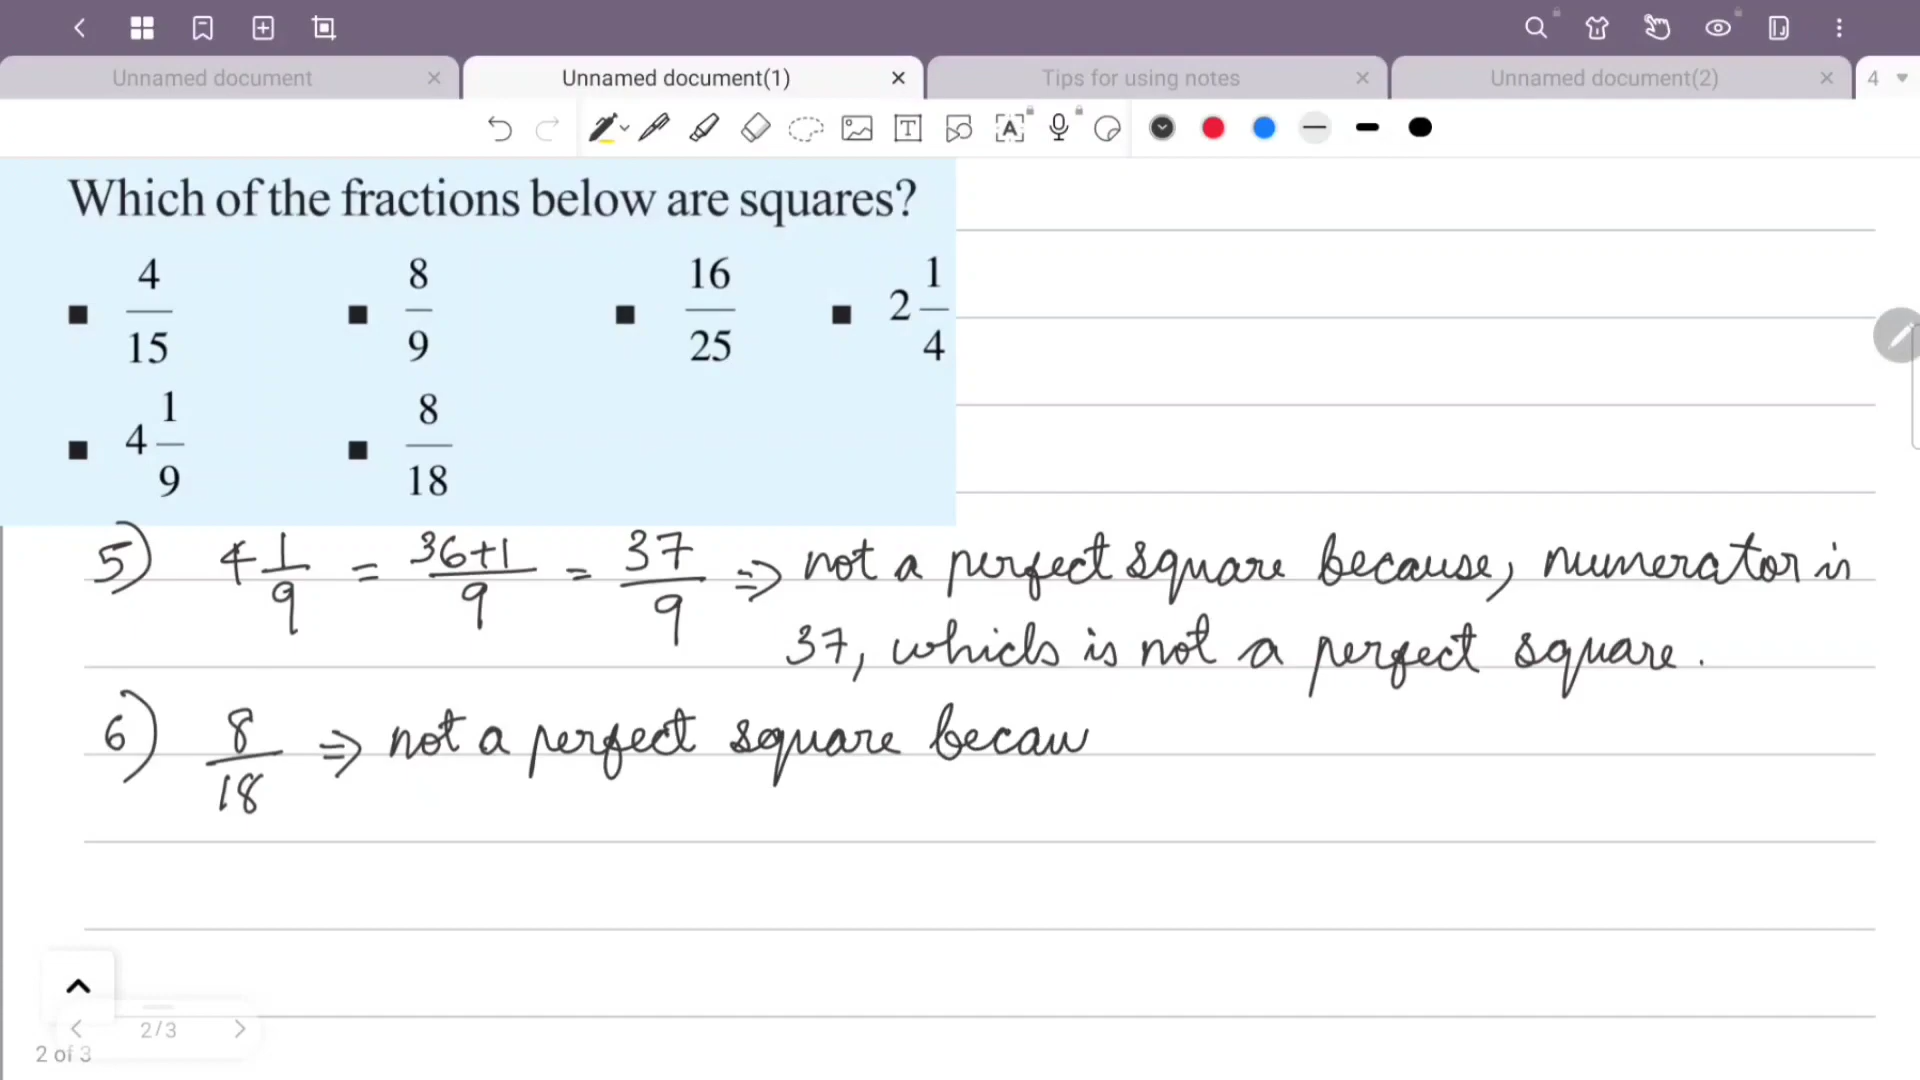 Unnamed document
Unnamed document(1)
Tips for using notes
Unnamed document(2)
4
Which of the fractions below are squares?
■ 4/15 ■ 8/9 ■ 16/25 ■ 2 1/4
■ 4 1/9 ■ 8/18
5) 4 1/9 = 36+1/9 = 37/9 => not a perfect square because, numerator is
37, which is not a perfect square.
6) 8/18 => not a perfect square becau
2/3
2 of 3